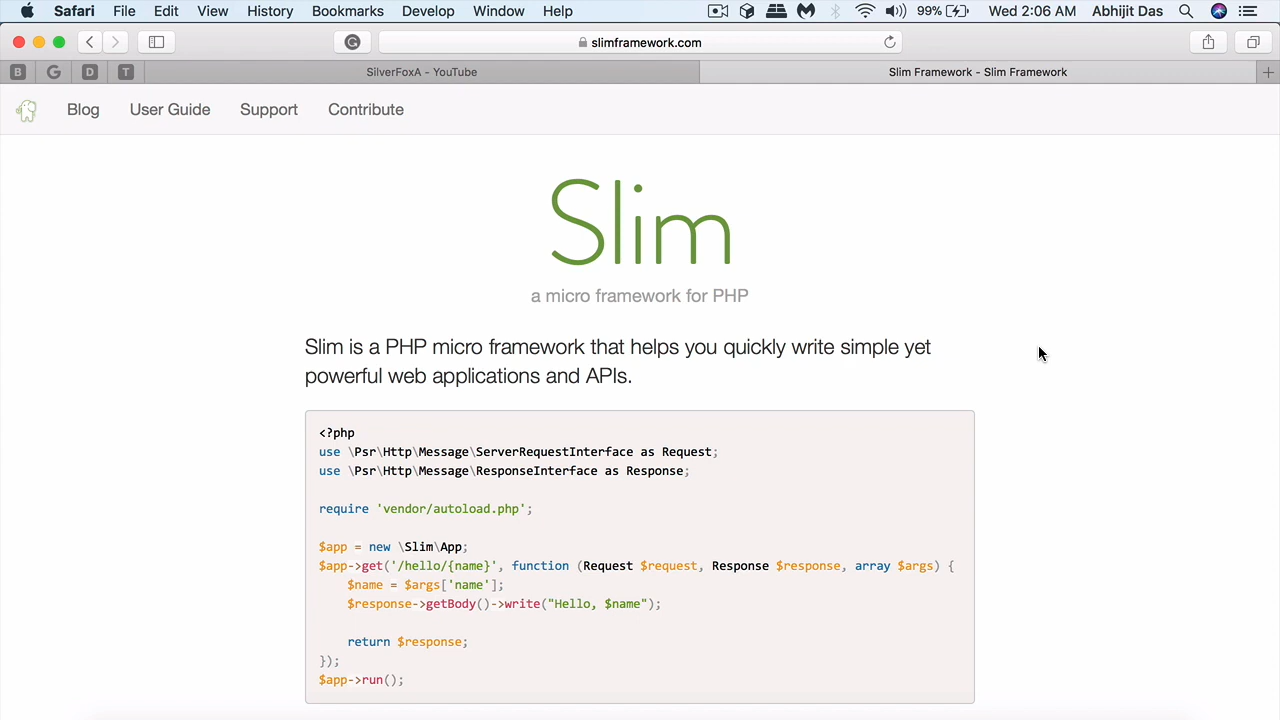 Safari File Edit View History Bookmarks Develop Window Help 99% Wed 2:06 AM Abhijit Das
slimframework.com
B G D T SilverFoxA - YouTube Slim Framework - Slim Framework
Blog User Guide Support Contribute
Slim
a micro framework for PHP
Slim is a PHP micro framework that helps you quickly write simple yet
powerful web applications and APIs.
<?php
use \Psr\Http\Message\ServerRequestInterface as Request;
use \Psr\Http\Message\ResponseInterface as Response;
require 'vendor/autoload.php';
$app = new \Slim\App;
$app->get('/hello/{name}', function (Request $request, Response $response, array $args) {
$name = $args['name'];
$response->getBody()->write("Hello, $name");
return $response;
});
$app->run();